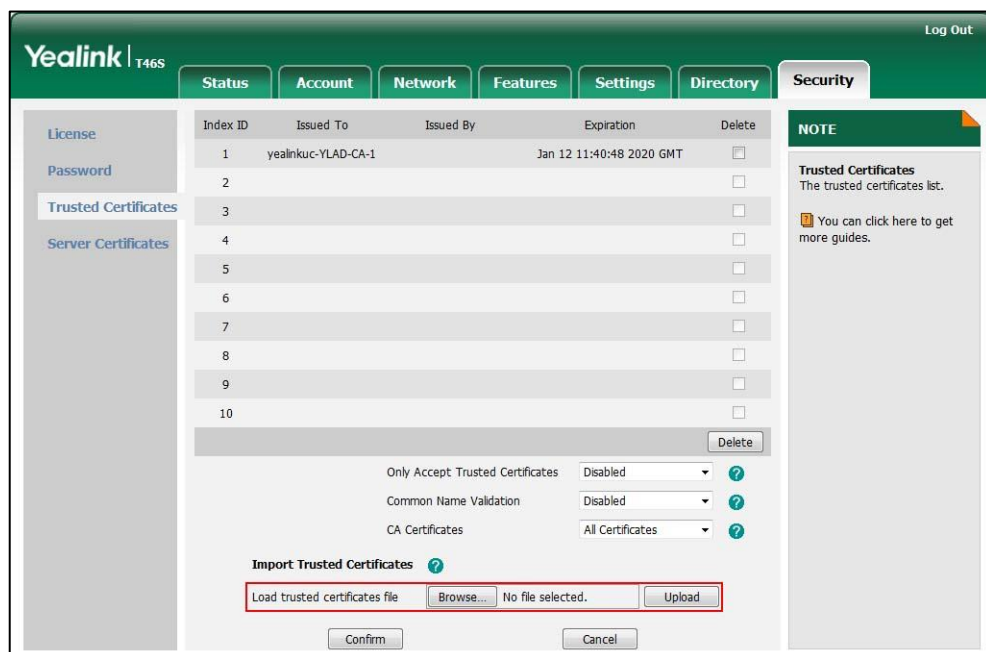 Log Out
Yealink T46S
Status Account Network Features Settings Directory Security
License
Password
Trusted Certificates
Server Certificates
Index ID Issued To Issued By Expiration Delete
1 yealinkuc-YLAD-CA-1 Jan 12 11:40:48 2020 GMT
2
3
4
5
6
7
8
9
10
Delete
Only Accept Trusted Certificates Disabled
Common Name Validation Disabled
CA Certificates All Certificates
Import Trusted Certificates
Load trusted certificates file Browse... No file selected. Upload
Confirm Cancel
NOTE
Trusted Certificates
The trusted certificates list.
You can click here to get
more guides.